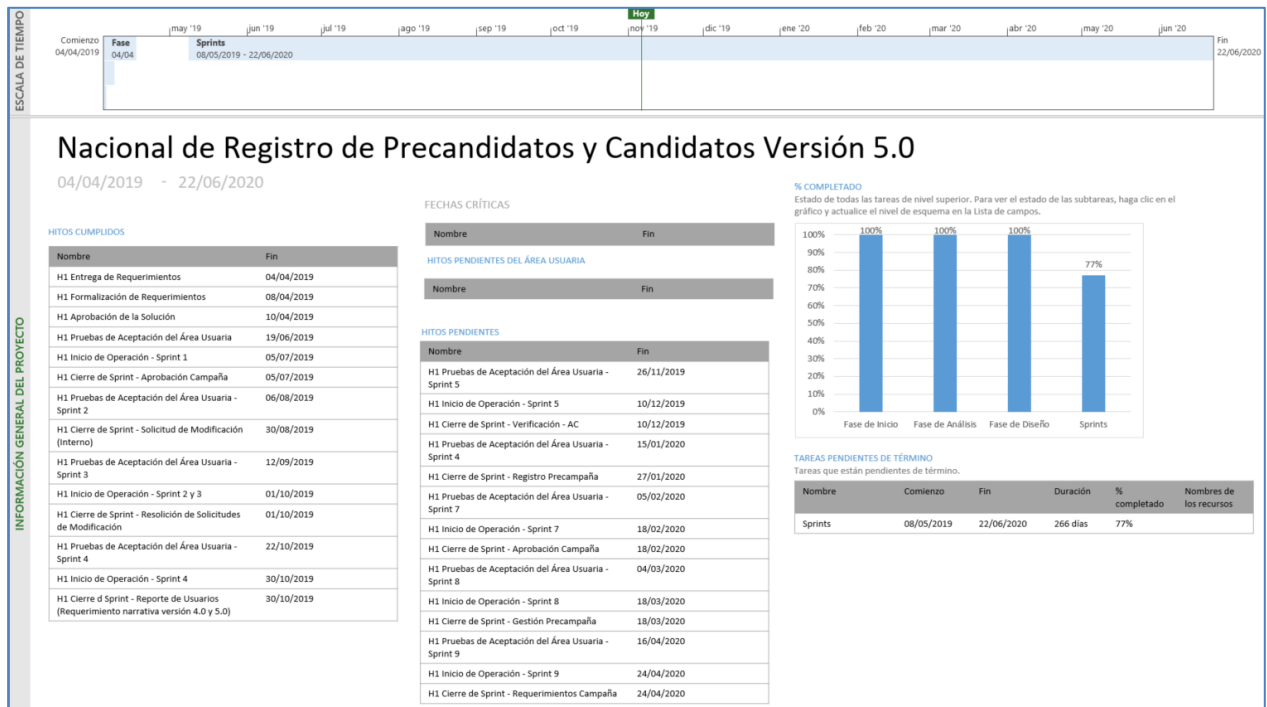 ESCALA DE TIEMPO
Hoy
may '19 jun '19 jul '19 ago '19 sep '19 oct '19 nov '19 dic '19 ene '20 feb '20 mar '20 abr '20 may '20 jun '20
Comienzo
04/04/2019
Fase
04/04
Sprints
08/05/2019 - 22/06/2020
Fin
22/06/2020
INFORMACIÓN GENERAL DEL PROYECTO
Nacional de Registro de Precandidatos y Candidatos Versión 5.0
04/04/2019 - 22/06/2020
HITOS CUMPLIDOS
Nombre Fin
H1 Entrega de Requerimientos 04/04/2019
H1 Formalización de Requerimientos 08/04/2019
H1 Aprobación de la Solución 10/04/2019
H1 Pruebas de Aceptación del Área Usuaria 19/06/2019
H1 Inicio de Operación - Sprint 1 05/07/2019
H1 Cierre de Sprint - Aprobación Campaña 05/07/2019
H1 Pruebas de Aceptación del Área Usuaria - 06/08/2019
Sprint 2
H1 Cierre de Sprint - Solicitud de Modificación 30/08/2019
(Interno)
H1 Pruebas de Aceptación del Área Usuaria - 12/09/2019
Sprint 3
H1 Inicio de Operación - Sprint 2 y 3 01/10/2019
H1 Cierre de Sprint - Resolición de Solicitudes 01/10/2019
de Modificación
H1 Pruebas de Aceptación del Área Usuaria - 22/10/2019
Sprint 4
H1 Inicio de Operación - Sprint 4 30/10/2019
H1 Cierre d Sprint - Reporte de Usuarios 30/10/2019
(Requerimiento narrativa versión 4.0 y 5.0)
FECHAS CRÍTICAS
Nombre Fin
HITOS PENDIENTES DEL ÁREA USUARIA
Nombre Fin
HITOS PENDIENTES
Nombre Fin
H1 Pruebas de Aceptación del Área Usuaria - 26/11/2019
Sprint 5
H1 Inicio de Operación - Sprint 5 10/12/2019
H1 Cierre de Sprint - Verificación - AC 10/12/2019
H1 Pruebas de Aceptación del Área Usuaria - 15/01/2020
Sprint 4
H1 Cierre de Sprint - Registro Precampaña 27/01/2020
H1 Pruebas de Aceptación del Área Usuaria - 05/02/2020
Sprint 7
H1 Inicio de Operación - Sprint 7 18/02/2020
H1 Cierre de Sprint - Aprobación Campaña 18/02/2020
H1 Pruebas de Aceptación del Área Usuaria - 04/03/2020
Sprint 8
H1 Inicio de Operación - Sprint 8 18/03/2020
H1 Cierre de Sprint - Gestión Precampaña 18/03/2020
H1 Pruebas de Aceptación del Área Usuaria - 16/04/2020
Sprint 9
H1 Inicio de Operación - Sprint 9 24/04/2020
H1 Cierre de Sprint - Requerimientos Campaña 24/04/2020
% COMPLETADO
Estado de todas las tareas de nivel superior. Para ver el estado de las subtareas, haga clic en el
gráfico y actualice el nivel de esquema en la Lista de campos.
100% 100% 100% 77%
100%
90%
80%
70%
60%
50%
40%
30%
20%
10%
0%
Fase de Inicio Fase de Análisis Fase de Diseño Sprints
TAREAS PENDIENTES DE TÉRMINO
Tareas que están pendientes de término.
Nombre Comienzo Fin Duración % Nombres de
completado los recursos
Sprints 08/05/2019 22/06/2020 266 días 77%